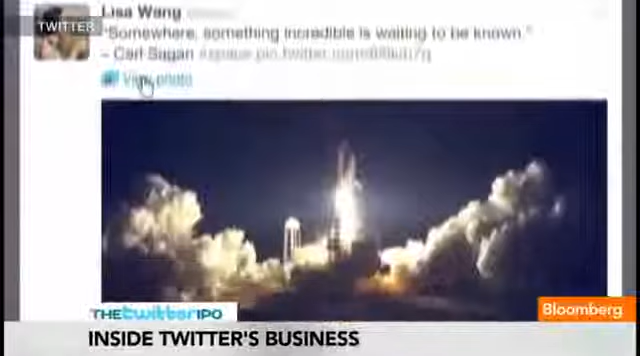 Lisa Wang
TWITTER
"Somewhere, something incredible is waiting to be known."
– Carl Sagan #space
View photo
THE twitter IPO
Bloomberg
INSIDE TWITTER'S BUSINESS